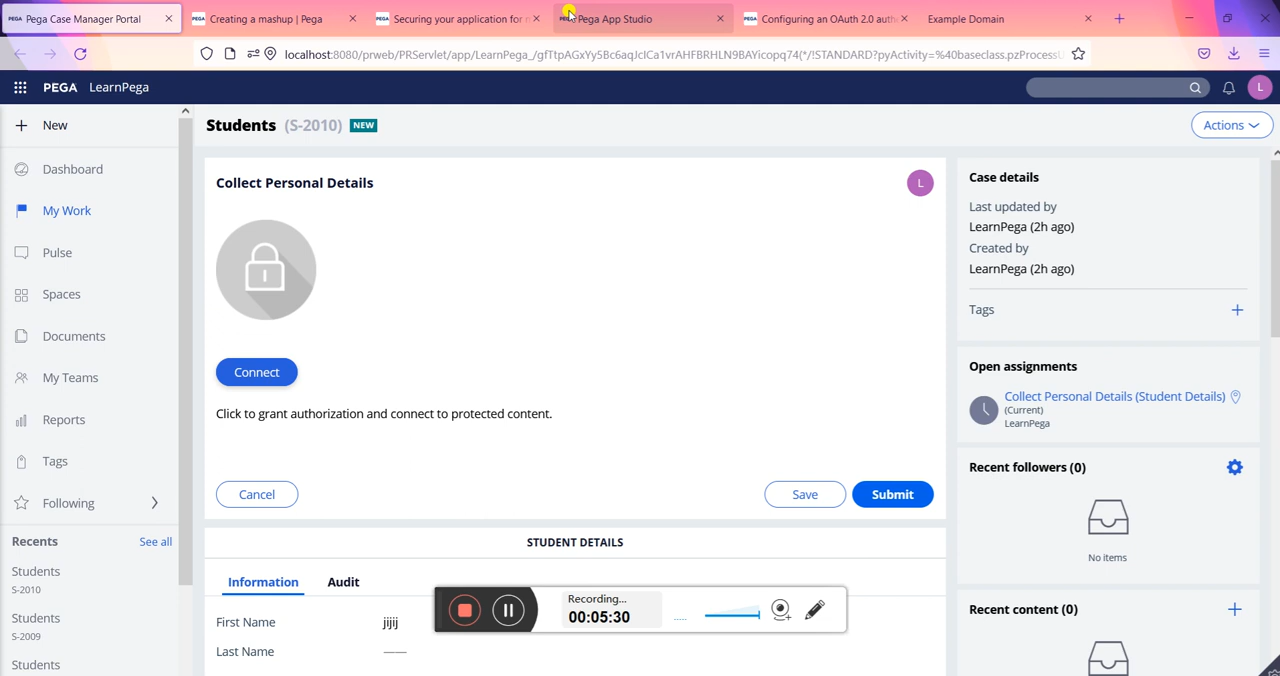 PEGA Pega Case Manager Portal
PEGA Creating a mashup | Pega
PEGA Securing your application for m
Pega App Studio
PEGA Configuring an OAuth 2.0 auth
Example Domain
localhost:8080/prweb/PRServlet/app/LearnPega_/
PEGA LearnPega
New
Students (S-2010) NEW
Actions
Dashboard
My Work
Pulse
Spaces
Documents
My Teams
Reports
Tags
Following
Recents See all
Students
S-2010
Students
S-2009
Students
Collect Personal Details
L
Connect
Click to grant authorization and connect to protected content.
Cancel
Save
Submit
STUDENT DETAILS
Information Audit
First Name jijij
Last Name ——
Recording...
00:05:30
Case details
Last updated by
LearnPega (2h ago)
Created by
LearnPega (2h ago)
Tags
Open assignments
Collect Personal Details (Student Details)
(Current)
LearnPega
Recent followers (0)
No items
Recent content (0)